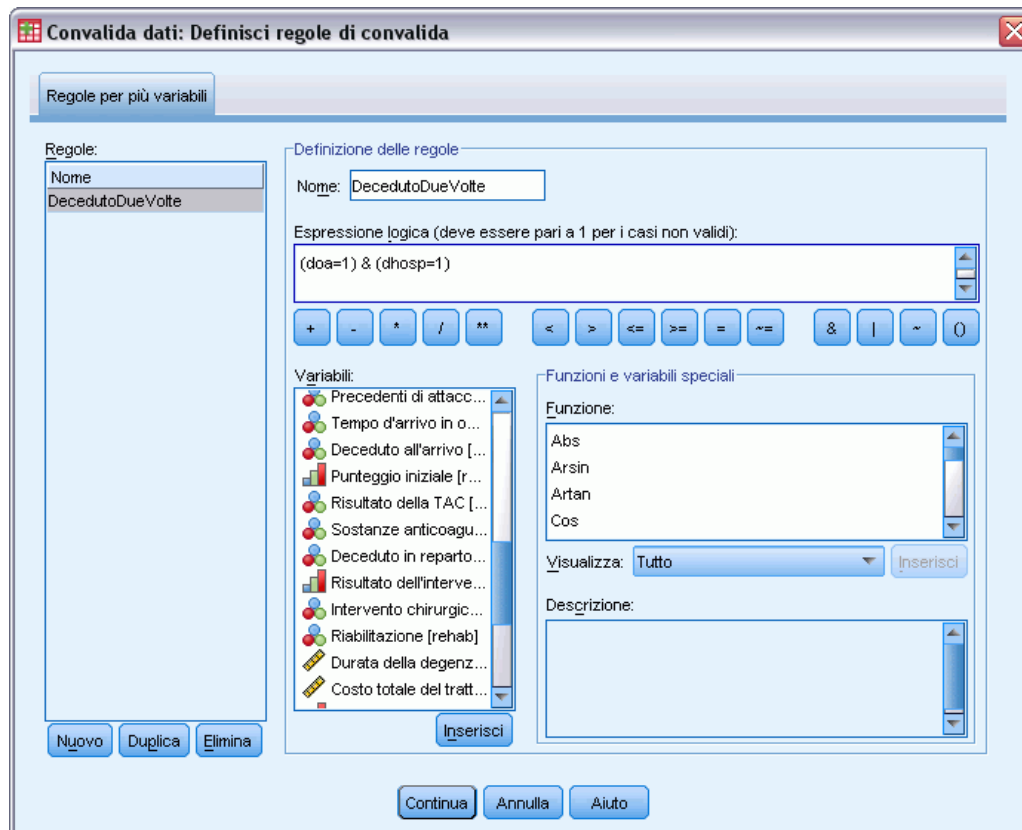 Convalida dati: Definisci regole di convalida
Regole per più variabili
Regole:
Nome
DecedutoDueVolte
Nuovo
Duplica
Elimina
Definizione delle regole
Nome: DecedutoDueVolte
Espressione logica (deve essere pari a 1 per i casi non validi):
(doa=1) & (dhosp=1)
+ - * / ** < > <= >= = ~= & | ~ ()
Variabili:
Precedenti di attacc...
Tempo d'arrivo in o...
Deceduto all'arrivo [...
Punteggio iniziale [r...
Risultato della TAC [...
Sostanze anticoagu...
Deceduto in reparto...
Risultato dell'interve...
Intervento chirurgic...
Riabilitazione [rehab]
Durata della degenz...
Costo totale del tratt...
Inserisci
Funzioni e variabili speciali
Funzione:
Abs
Arsin
Artan
Cos
Visualizza: Tutto Inserisci
Descrizione:
Continua
Annulla
Aiuto